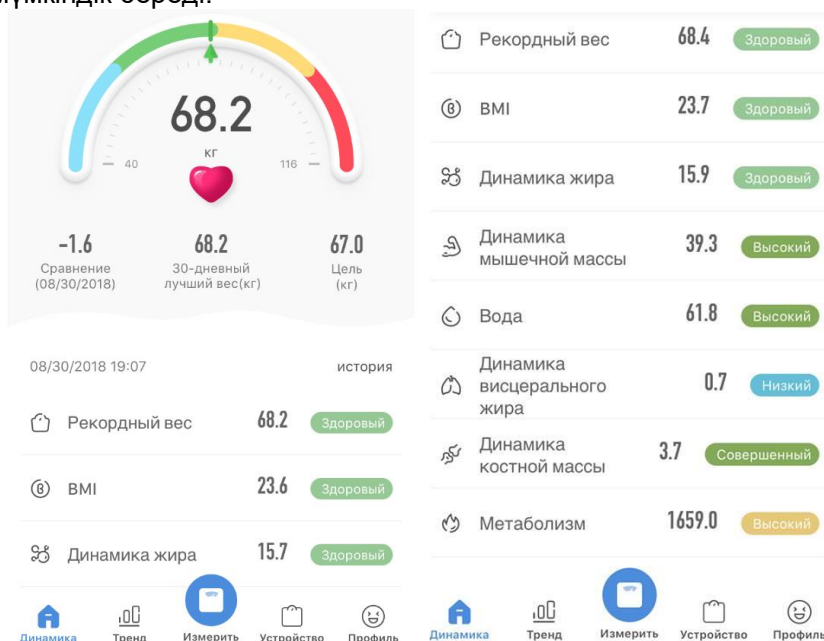 мүмкіндік береді.
68.2
кг
40
116
-1.6
68.2
67.0
Сравнение
(08/30/2018)
30-дневный
лучший вес(кг)
Цель
(кг)
08/30/2018 19:07
история
Рекордный вес 68.2 Здоровый
BMI 23.6 Здоровый
Динамика жира 15.7 Здоровый
Динамика Тренд Измерить Устройство Профиль
Рекордный вес 68.4 Здоровый
BMI 23.7 Здоровый
Динамика жира 15.9 Здоровый
Динамика
мышечной массы 39.3 Высокий
Вода 61.8 Высокий
Динамика
висцерального 0.7 Низкий
жира
Динамика
костной массы 3.7 Совершенный
Метаболизм 1659.0 Высокий
Динамика Тренд Измерить Устройство Профиль